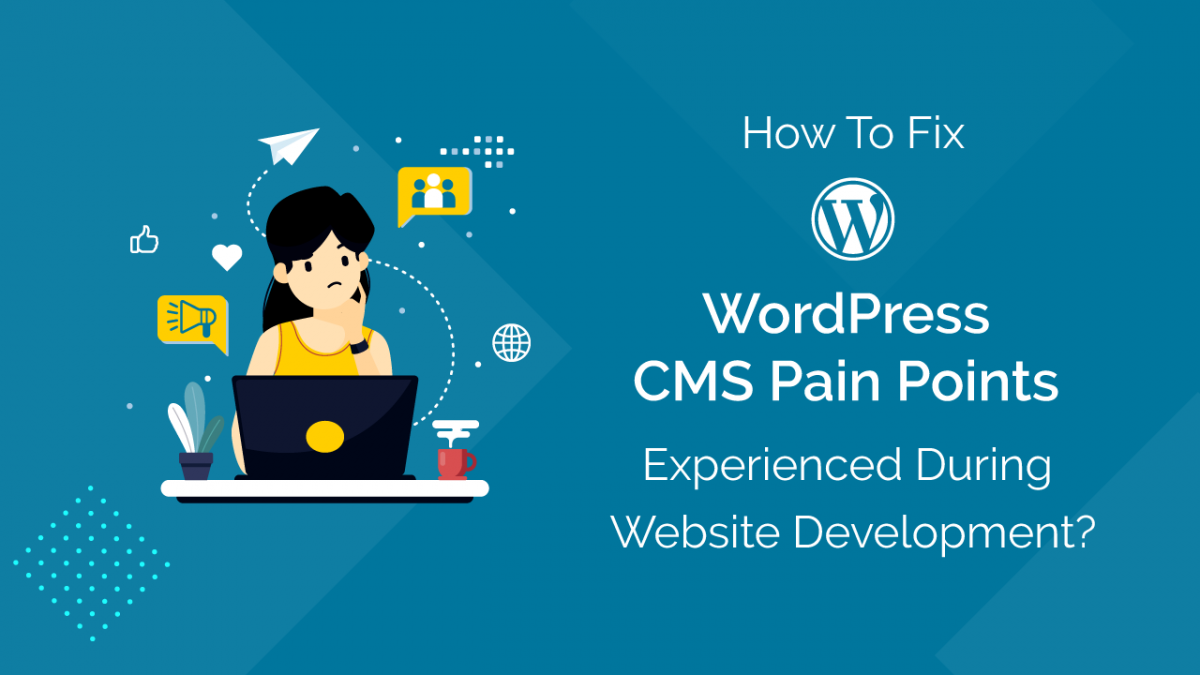 How To Fix
WordPress
CMS Pain Points
Experienced During
Website Development?